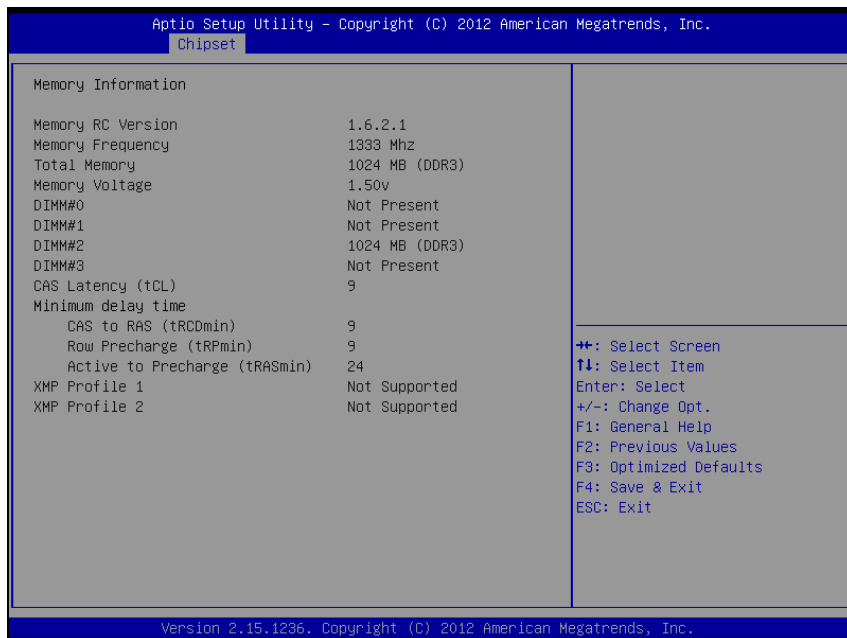 Aptio Setup Utility – Copyright (C) 2012 American Megatrends, Inc.
Chipset
Memory Information
Memory RC Version 1.6.2.1
Memory Frequency 1333 Mhz
Total Memory 1024 MB (DDR3)
Memory Voltage 1.50v
DIMM#0 Not Present
DIMM#1 Not Present
DIMM#2 1024 MB (DDR3)
DIMM#3 Not Present
CAS Latency (tCL) 9
Minimum delay time
CAS to RAS (tRCDmin) 9
Row Precharge (tRPmin) 9
Active to Precharge (tRASmin) 24
XMP Profile 1 Not Supported
XMP Profile 2 Not Supported
→←: Select Screen
↑↓: Select Item
Enter: Select
+/-: Change Opt.
F1: General Help
F2: Previous Values
F3: Optimized Defaults
F4: Save & Exit
ESC: Exit
Version 2.15.1236. Copyright (C) 2012 American Megatrends, Inc.